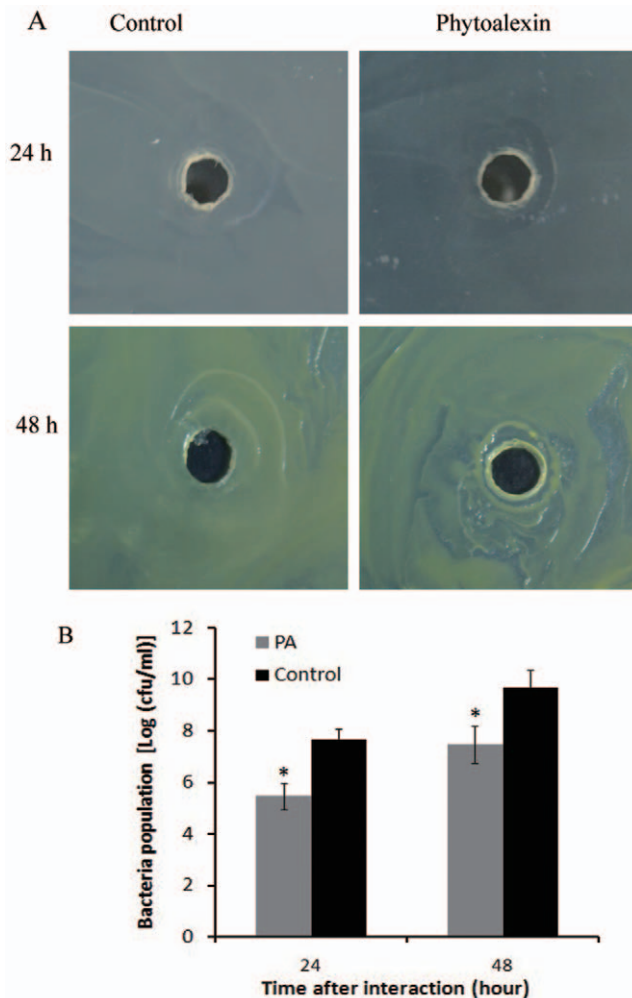 A
Control
Phytoalexin
24 h
48 h
B
12
10
8
6
4
2
0
PA
Control
*
*
24
48
Bacteria population [Log (cfu/ml)]
Time after interaction (hour)